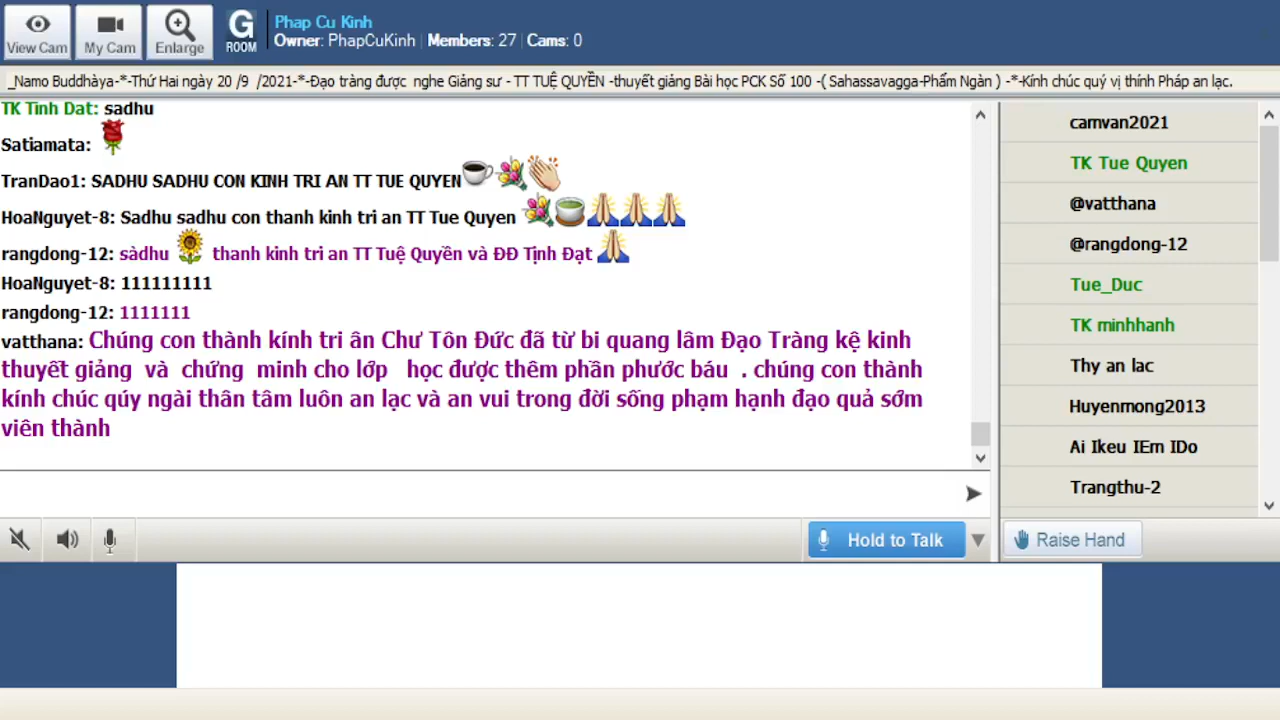 View Cam
My Cam
Enlarge
G
ROOM
Phap Cu Kinh
Owner: PhapCuKinh | Members: 27 | Cams: 0
_Namo Buddhàya-*-Thứ Hai ngày 20 /9 /2021-*-Đạo tràng được nghe Giảng sư - TT TUỆ QUYỀN -thuyết giảng Bài học PCK Số 100 -( Sahassavagga-Phẩm Ngàn ) -*-Kính chúc quý vị thính Pháp an lạc.
TK Tinh Dat: sadhu
Satiamata:
TranDao1: SADHU SADHU CON KINH TRI AN TT TUE QUYEN
HoaNguyet-8: Sadhu sadhu con thanh kinh tri an TT Tue Quyen
rangdong-12: sàdhu thanh kinh tri an TT Tuệ Quyền và ĐĐ Tịnh Đạt
HoaNguyet-8: 111111111
rangdong-12: 1111111
vatthana: Chúng con thành kính tri ân Chư Tôn Đức đã từ bi quang lâm Đạo Tràng kệ kinh
thuyết giảng và chứng minh cho lớp học được thêm phần phước báu . chúng con thành
kính chúc qúy ngài thân tâm luôn an lạc và an vui trong đời sống phạm hạnh đạo quả sớm
viên thành
camvan2021
TK Tue Quyen
@vatthana
@rangdong-12
Tue_Duc
TK minhhanh
Thy an lac
Huyenmong2013
Ai Ikeu IEm IDo
Trangthu-2
Hold to Talk
Raise Hand